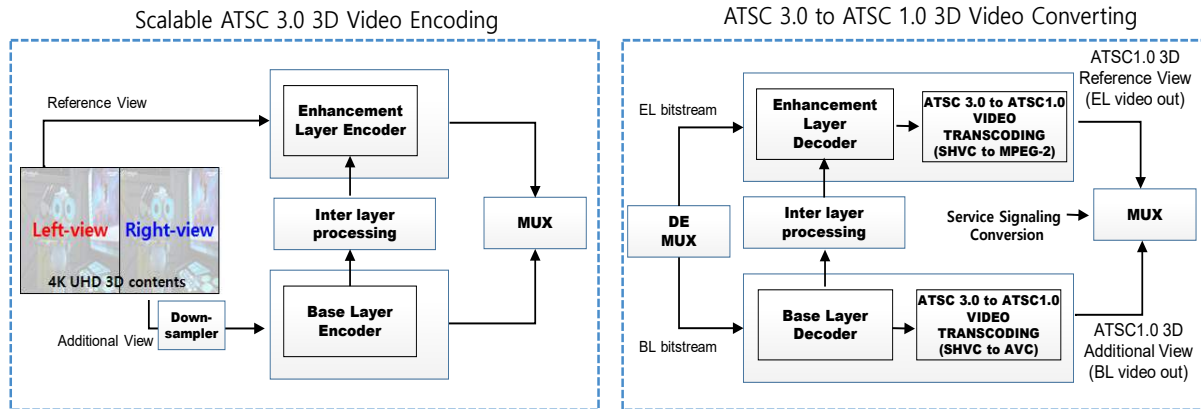 Scalable ATSC 3.0 3D Video Encoding
Reference View
Enhancement
Layer Encoder
Left-view
Right-view
4K UHD 3D contents
Inter layer
processing
MUX
Down-
sampler
Additional View
Base Layer
Encoder
ATSC 3.0 to ATSC 1.0 3D Video Converting
EL bitstream
Enhancement
Layer
Decoder
ATSC 3.0 to ATSC1.0
VIDEO
TRANSCODING
(SHVC to MPEG-2)
ATSC1.0 3D
Reference View
(EL video out)
DE
MUX
Inter layer
processing
Service Signaling
Conversion
MUX
BL bitstream
Base Layer
Decoder
ATSC 3.0 to ATSC1.0
VIDEO
TRANSCODING
(SHVC to AVC)
ATSC1.0 3D
Additional View
(BL video out)